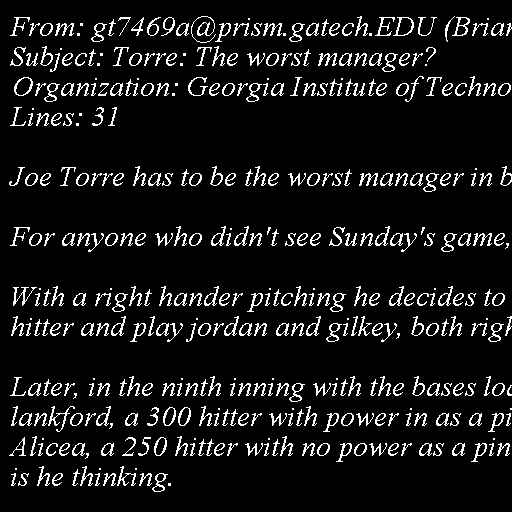 From: gt7469a@prism.gatech.EDU (Brian
Subject: Torre: The worst manager?
Organization: Georgia Institute of Techno
Lines: 31
Joe Torre has to be the worst manager in b
For anyone who didn't see Sunday's game,
With a right hander pitching he decides to
hitter and play jordan and gilkey, both righ
Later, in the ninth inning with the bases loa
lankford, a 300 hitter with power in as a pi
Alicea, a 250 hitter with no power as a pin
is he thinking.